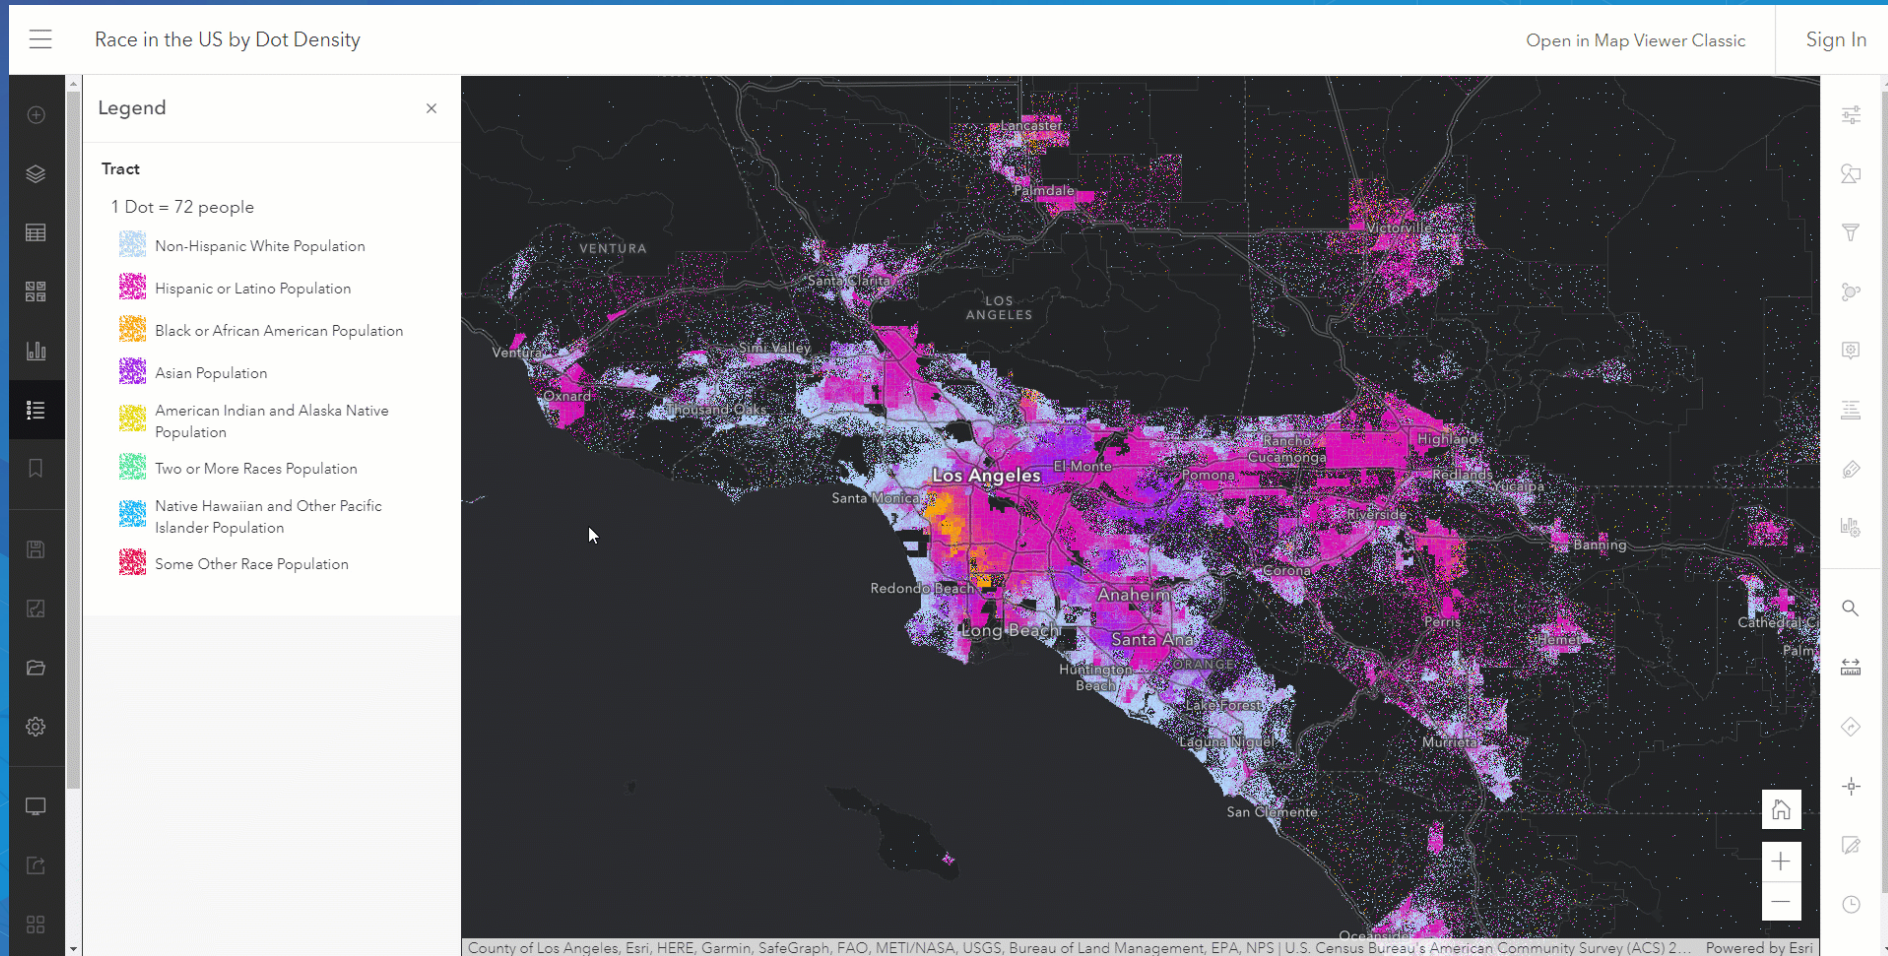 Race in the US by Dot Density
Open in Map Viewer Classic
Sign In
Legend
Tract
1 Dot = 72 people
Non-Hispanic White Population
Hispanic or Latino Population
Black or African American Population
Asian Population
American Indian and Alaska Native
Population
Two or More Races Population
Native Hawaiian and Other Pacific
Islander Population
Some Other Race Population
Lancaster
Palmdale
Victorville
VENTURA
Santa Clarita
LOS
ANGELES
Ventura
Simi Valley
Oxnard
Thousand Oaks
Rancho
Cucamonga
Highland
Los Angeles
El Monte
Pomona
Redlands
Yucaipa
Santa Monica
Riverside
Banning
Corona
Redondo Beach
Anaheim
Long Beach
Santa Ana
Perris
Hemet
Cathedral Ci
Palm
ORANGE
Huntington
Beach
Lake Forest
Laguna Niguel
Murrieta
San Clemente
Oceanside
County of Los Angeles, Esri, HERE, Garmin, SafeGraph, FAO, METI/NASA, USGS, Bureau of Land Management, EPA, NPS | U.S. Census Bureau's American Community Survey (ACS) 2...
Powered by Esri